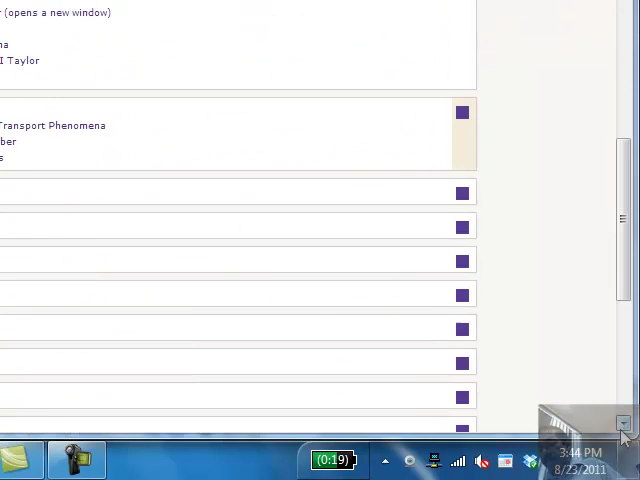 (opens a new window)
na
I Taylor
Transport Phenomena
ber
s
(0:19)
3:44 PM
8/23/2011